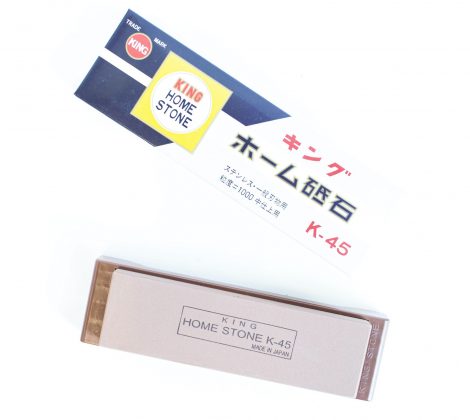 TRADE MARK
KING
KING
HOME
STONE
キング
ホーム砥石
K-45
ステンレス・一般刃物用
粒度=1000 中仕上用
KING
HOME STONE K-45
MADE IN JAPAN
KING STONE